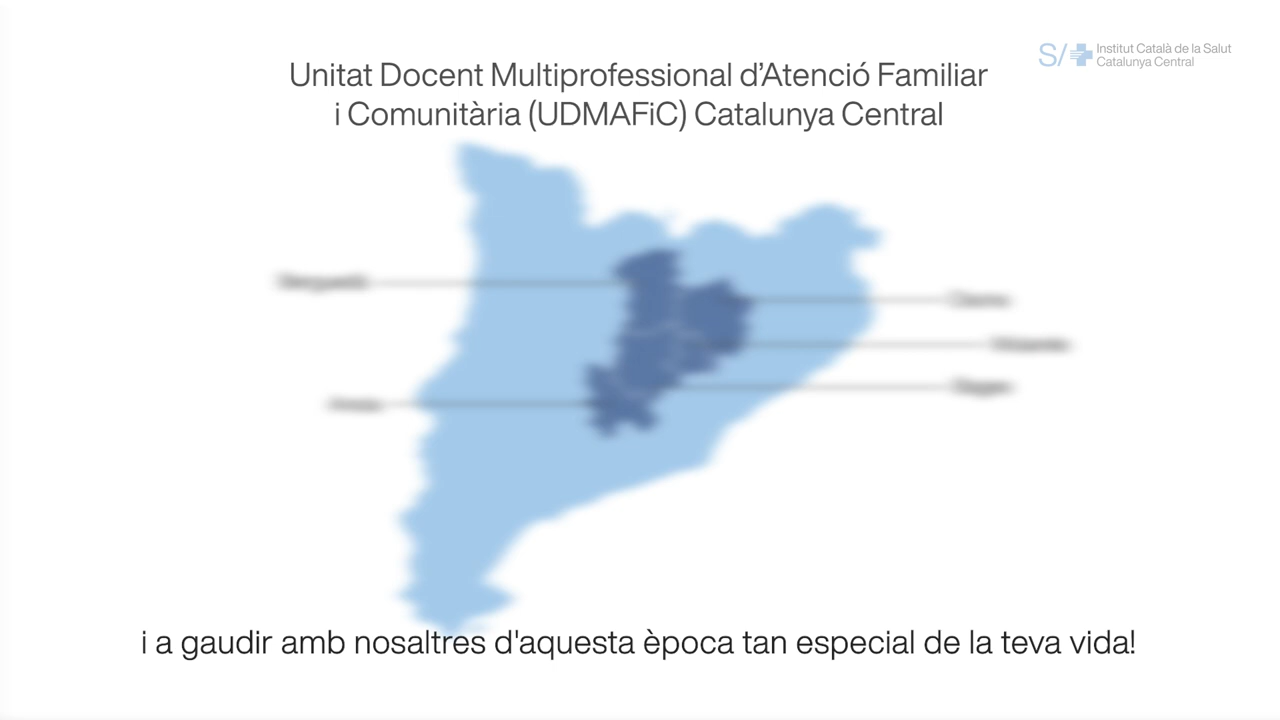 Institut Català de la Salut
Catalunya Central
Unitat Docent Multiprofessional d’Atenció Familiar
i Comunitària (UDMAFiC) Catalunya Central
i a gaudir amb nosaltres d'aquesta època tan especial de la teva vida!